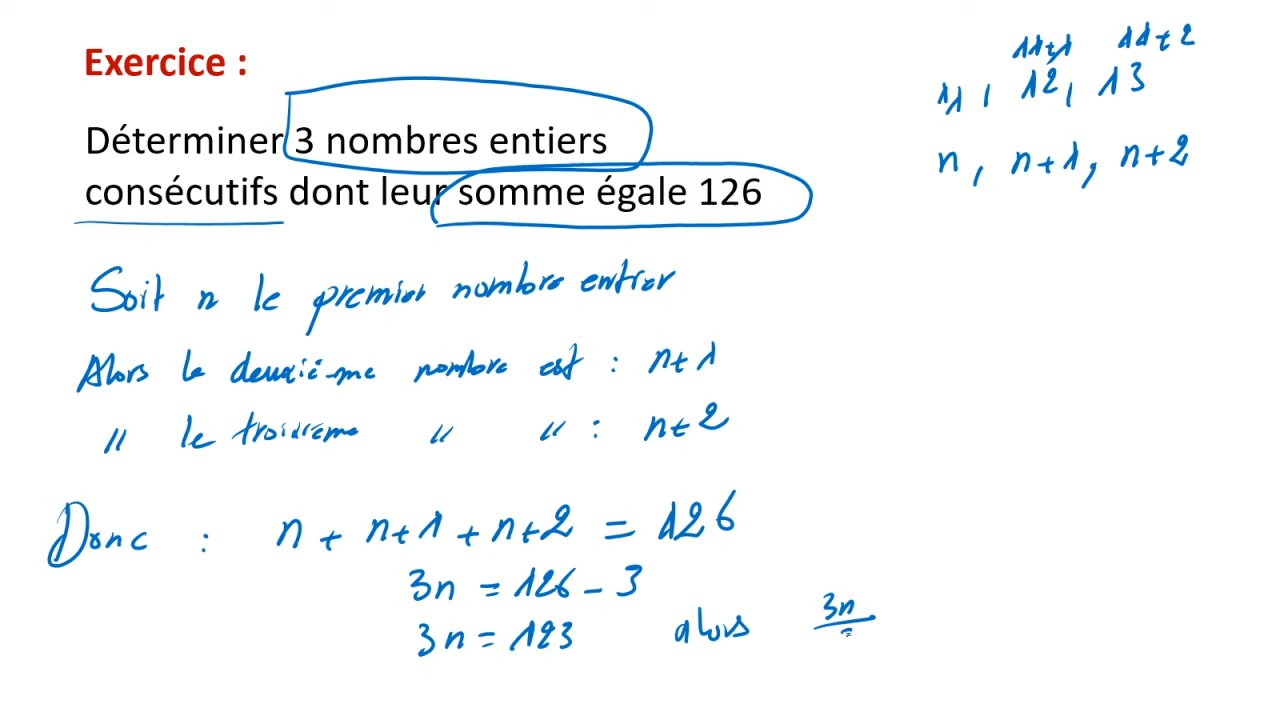 Exercice :
11+1 11+2
11, 12, 13
Déterminer 3 nombres entiers
n, n+1, n+2
consécutifs dont leur somme égale 126
Soit n le premier nombre entier
Alors le deuxième nombre est : n+1
" le troisième " " : n+2
Donc : n + n+1 + n+2 = 126
3n = 126 - 3
3n = 123 alors 3n